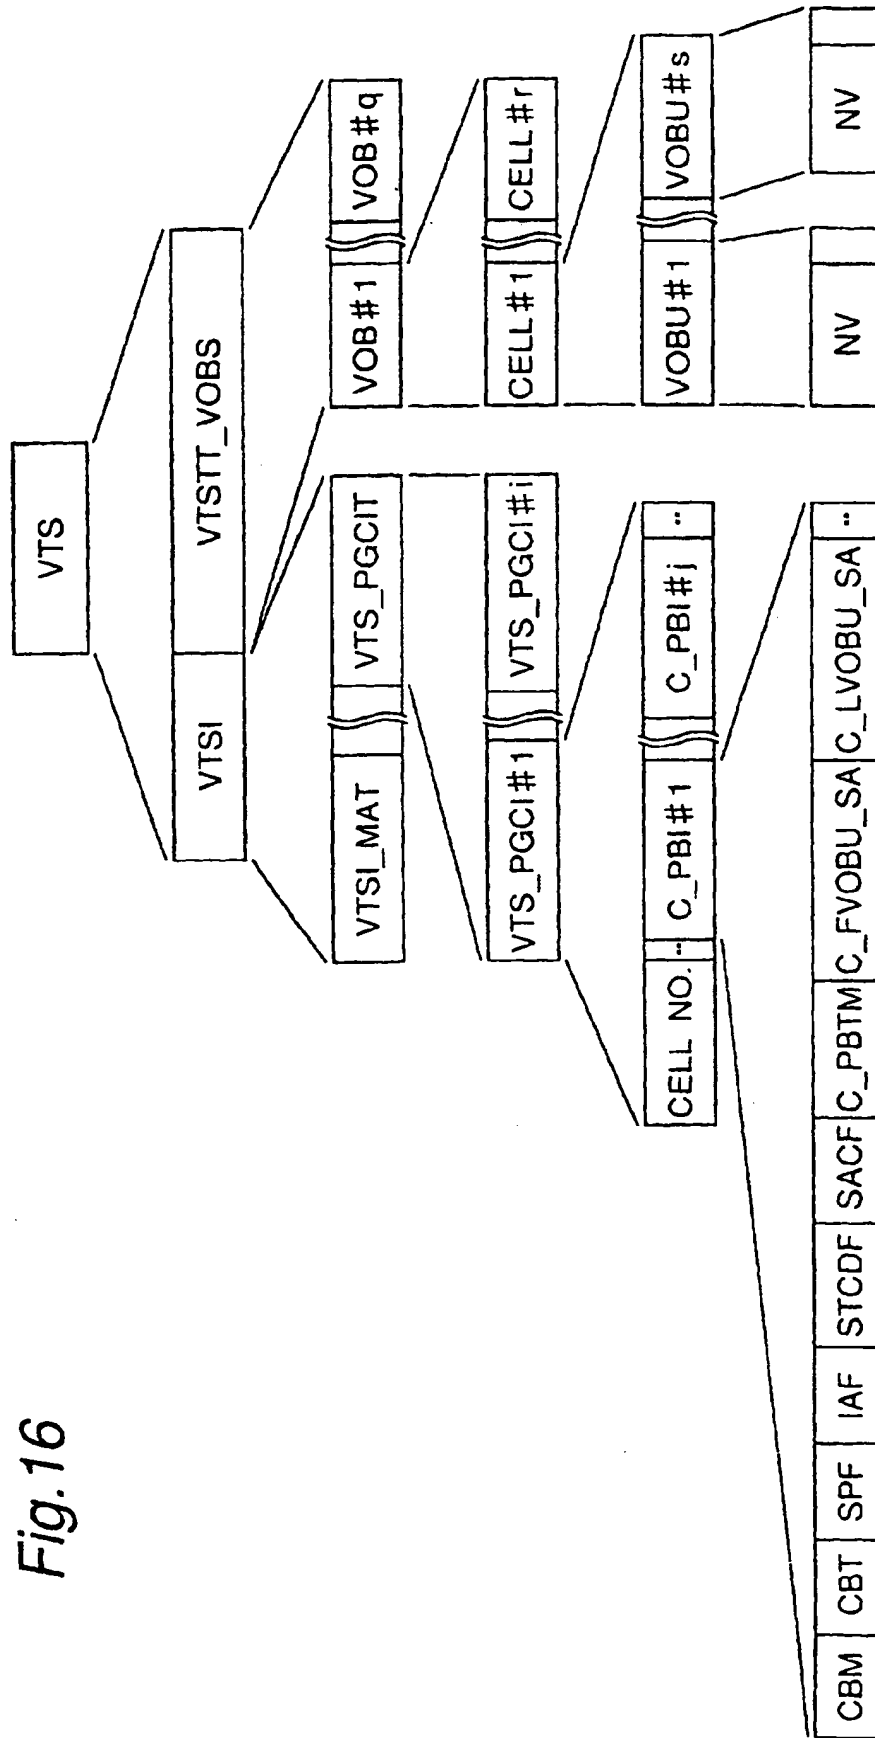 Fig.16
VTS
VTSI VTSTT_VOBS
VTSI_MAT VTS_PGCIT VOB#1 VOB#q
VTS_PGCI#1 VTS_PGCI#i CELL#1 CELL#r
CELL NO. -- C_PBI#1 C_PBI#j -- VOBU#1 VOBU#s
CBM CBT SPF IAF STCDF SACF C_PBTM C_FVOBU_SA C_LVOBU_SA -- NV NV